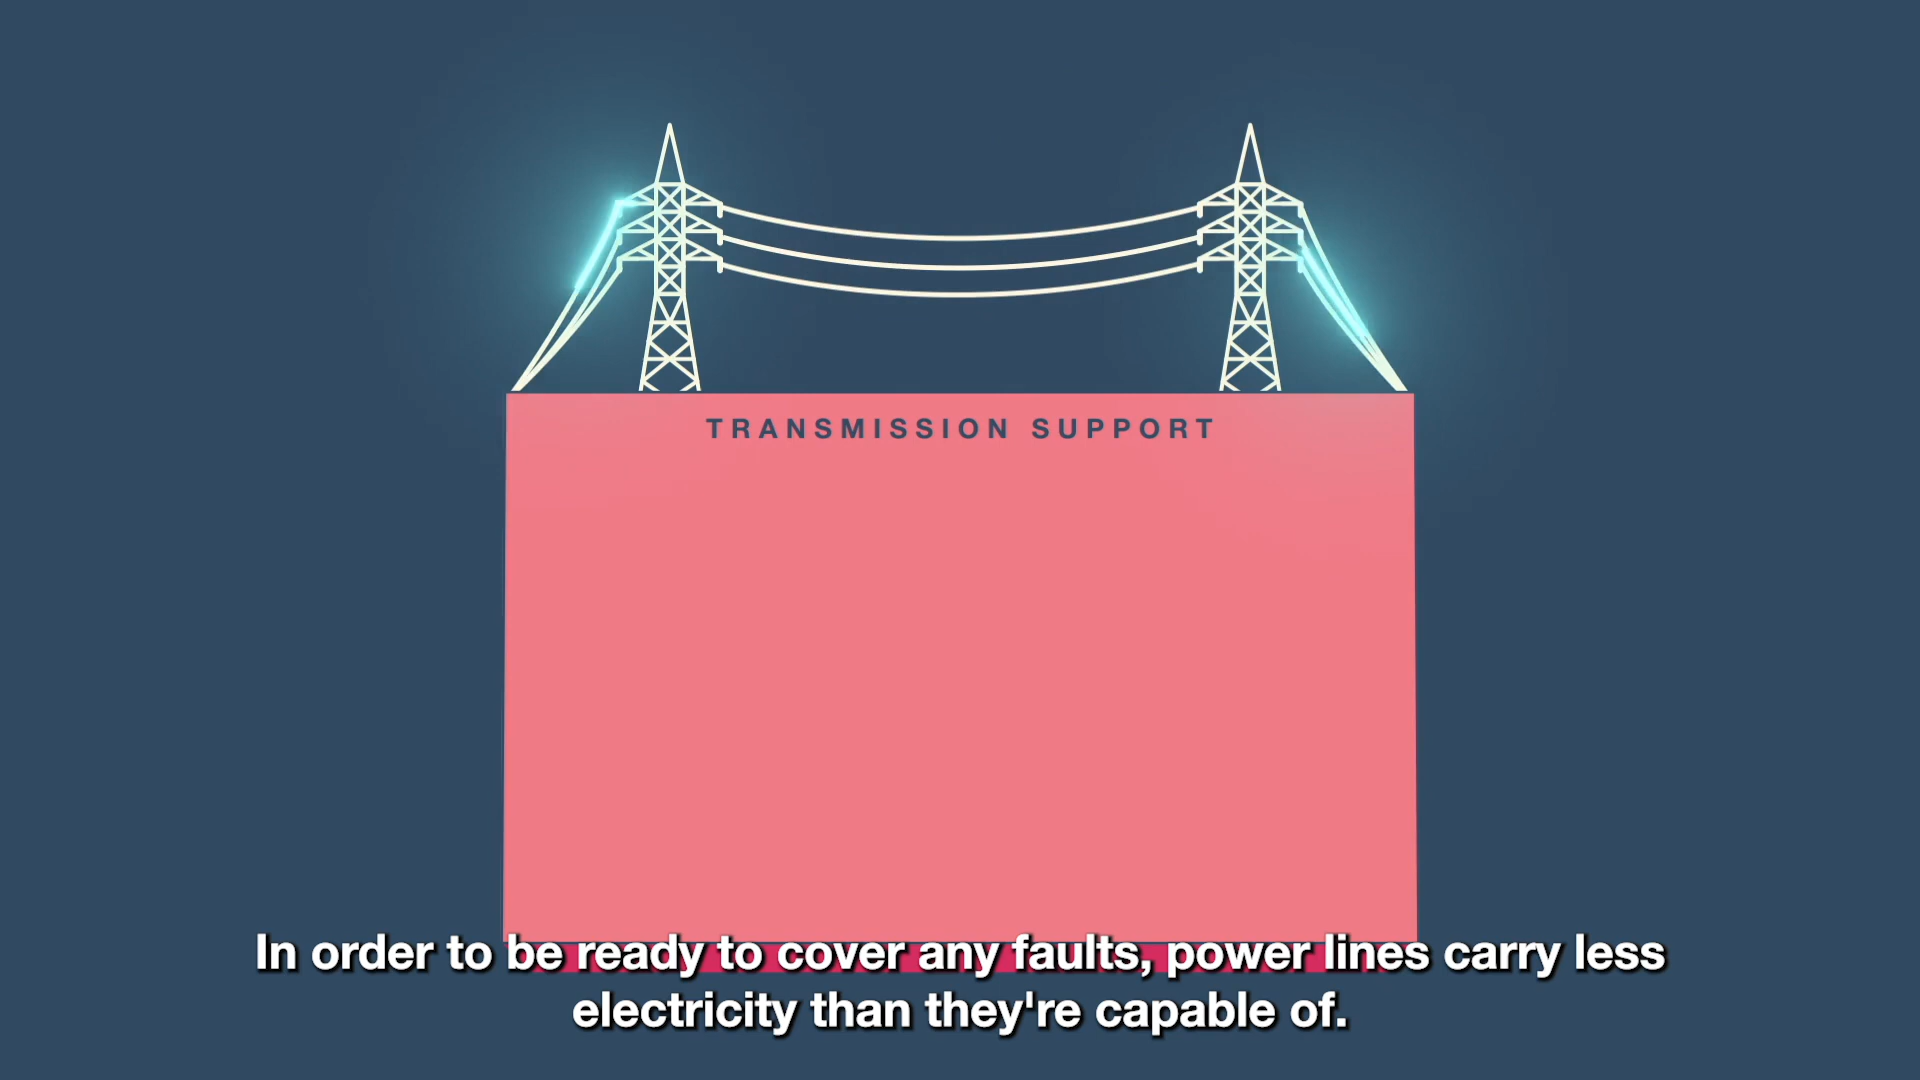 TRANSMISSION SUPPORT
In order to be ready to cover any faults, power lines carry less
electricity than they're capable of.